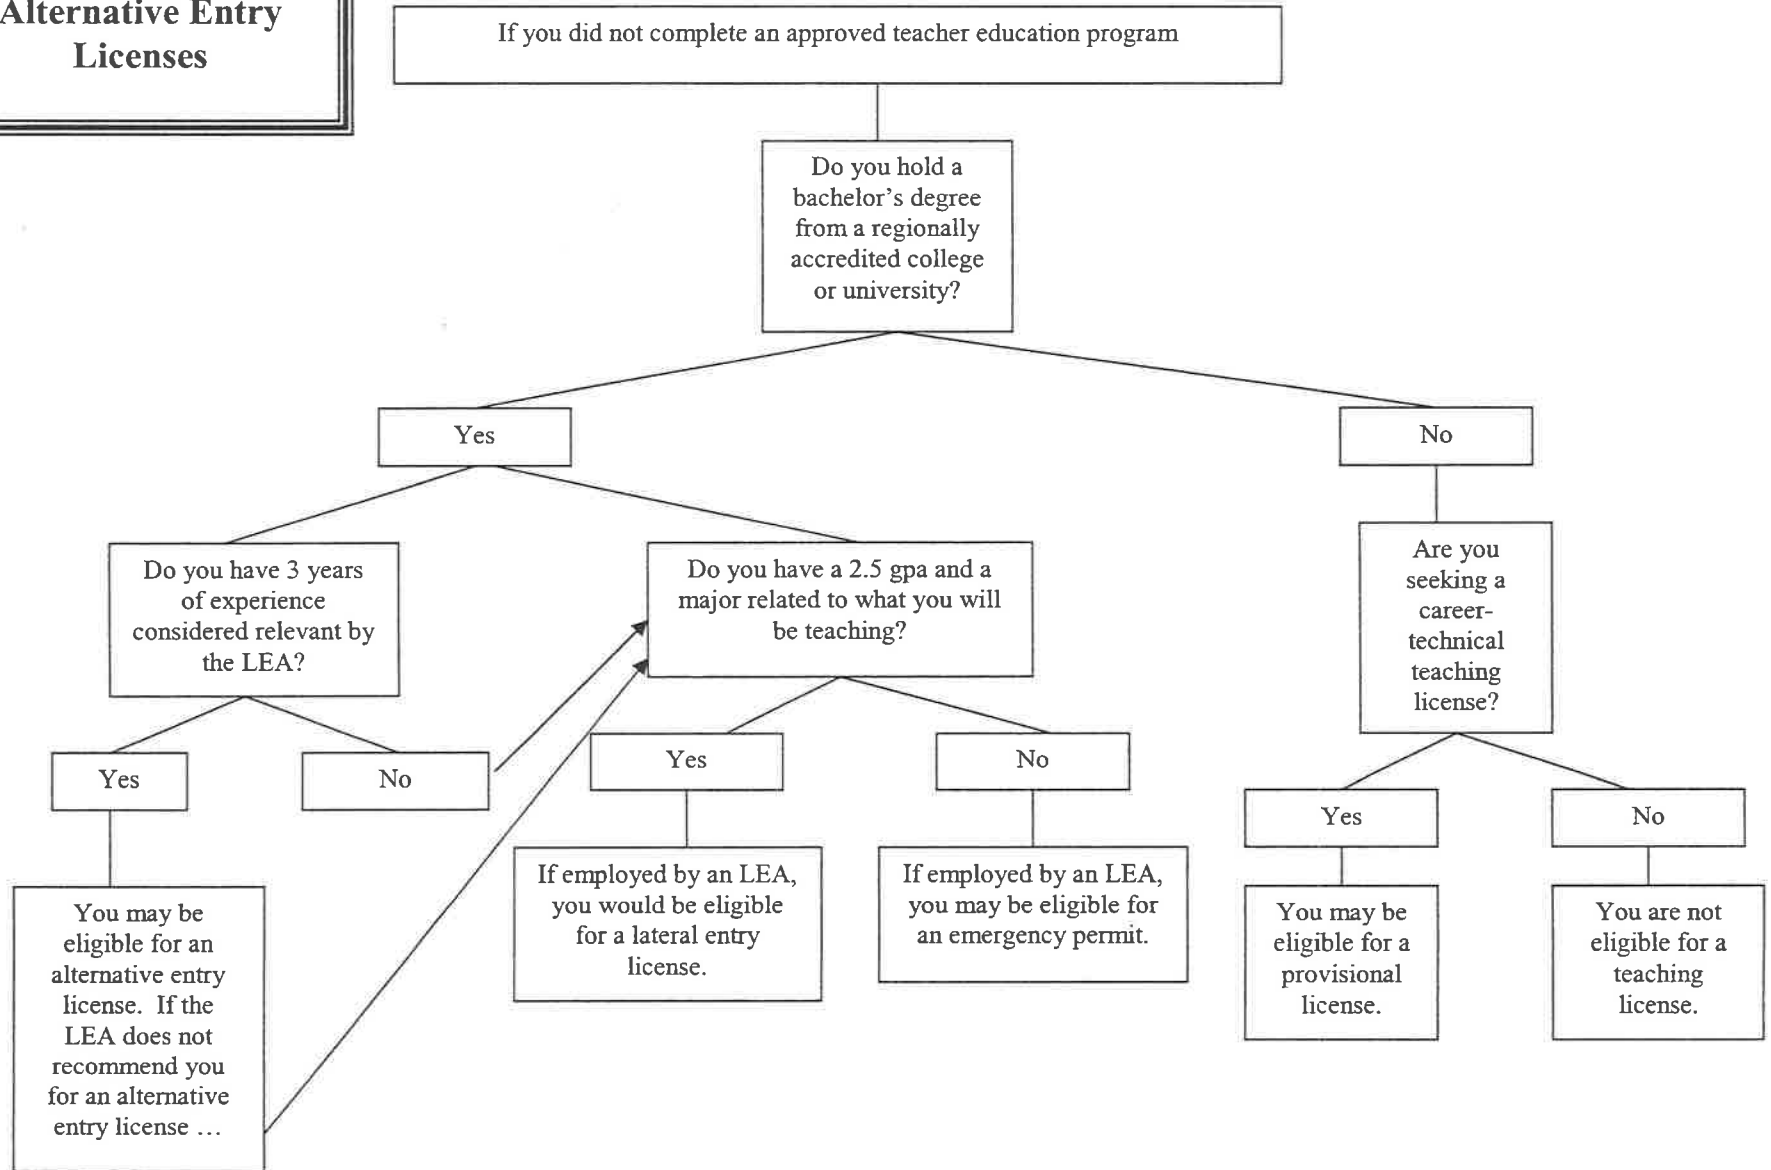 Alternative Entry
Licenses
If you did not complete an approved teacher education program
Do you hold a
bachelor's degree
from a regionally
accredited college
or university?
Yes
No
Do you have 3 years
of experience
considered relevant by
the LEA?
Do you have a 2.5 gpa and a
major related to what you will
be teaching?
Are you
seeking a
career-
technical
teaching
license?
Yes
No
Yes
No
Yes
No
You may be
eligible for an
alternative entry
license. If the
LEA does not
recommend you
for an alternative
entry license …
If employed by an LEA,
you would be eligible
for a lateral entry
license.
If employed by an LEA,
you may be eligible for
an emergency permit.
You may be
eligible for a
provisional
license.
You are not
eligible for a
teaching
license.